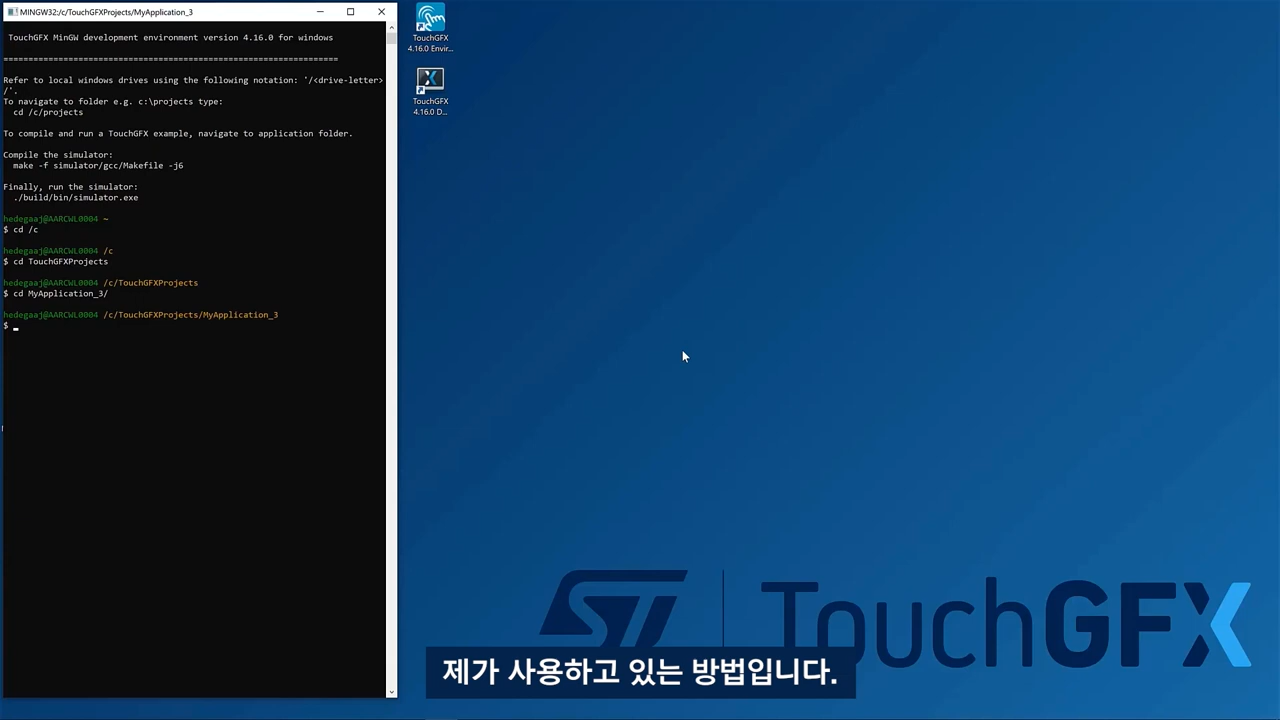 MINGW32:/c/TouchGFXProjects/MyApplication_3
TouchGFX MinGW development environment version 4.16.0 for windows
===================================================================
Refer to local windows drives using the following notation: '/<drive-letter>
/'.
To navigate to folder e.g. c:\projects type:
cd /c/projects
To compile and run a TouchGFX example, navigate to application folder.
Compile the simulator:
make -f simulator/gcc/Makefile -j6
Finally, run the simulator:
./build/bin/simulator.exe
hedegaaj@AARCWL0004 ~
$ cd /c
hedegaaj@AARCWL0004 /c
$ cd TouchGFXProjects
hedegaaj@AARCWL0004 /c/TouchGFXProjects
$ cd MyApplication_3/
hedegaaj@AARCWL0004 /c/TouchGFXProjects/MyApplication_3
$
TouchGFX
4.16.0 Envir...
TouchGFX
4.16.0 D...
ST TouchGFX
제가 사용하고 있는 방법입니다.